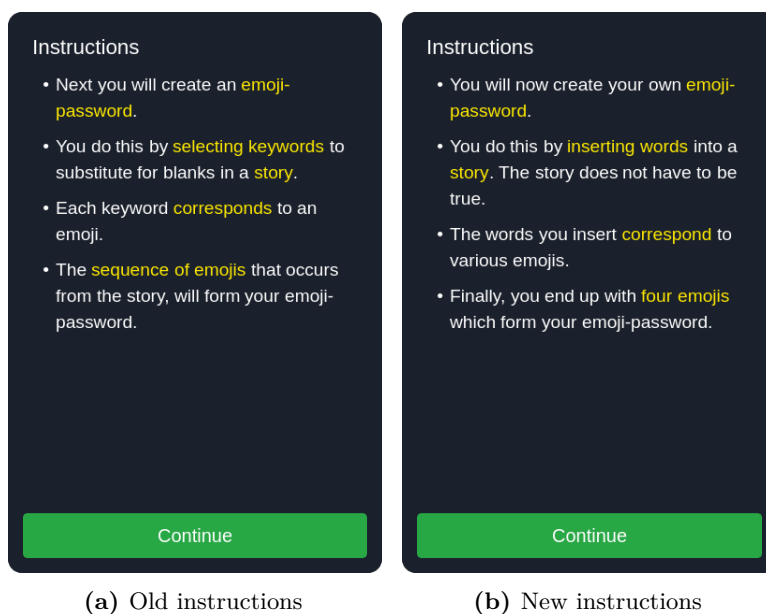 Instructions
• Next you will create an emoji-
password.
• You do this by selecting keywords to
substitute for blanks in a story.
• Each keyword corresponds to an
emoji.
• The sequence of emojis that occurs
from the story, will form your emoji-
password.
Continue
(a) Old instructions
Instructions
• You will now create your own emoji-
password.
• You do this by inserting words into a
story. The story does not have to be
true.
• The words you insert correspond to
various emojis.
• Finally, you end up with four emojis
which form your emoji-password.
Continue
(b) New instructions